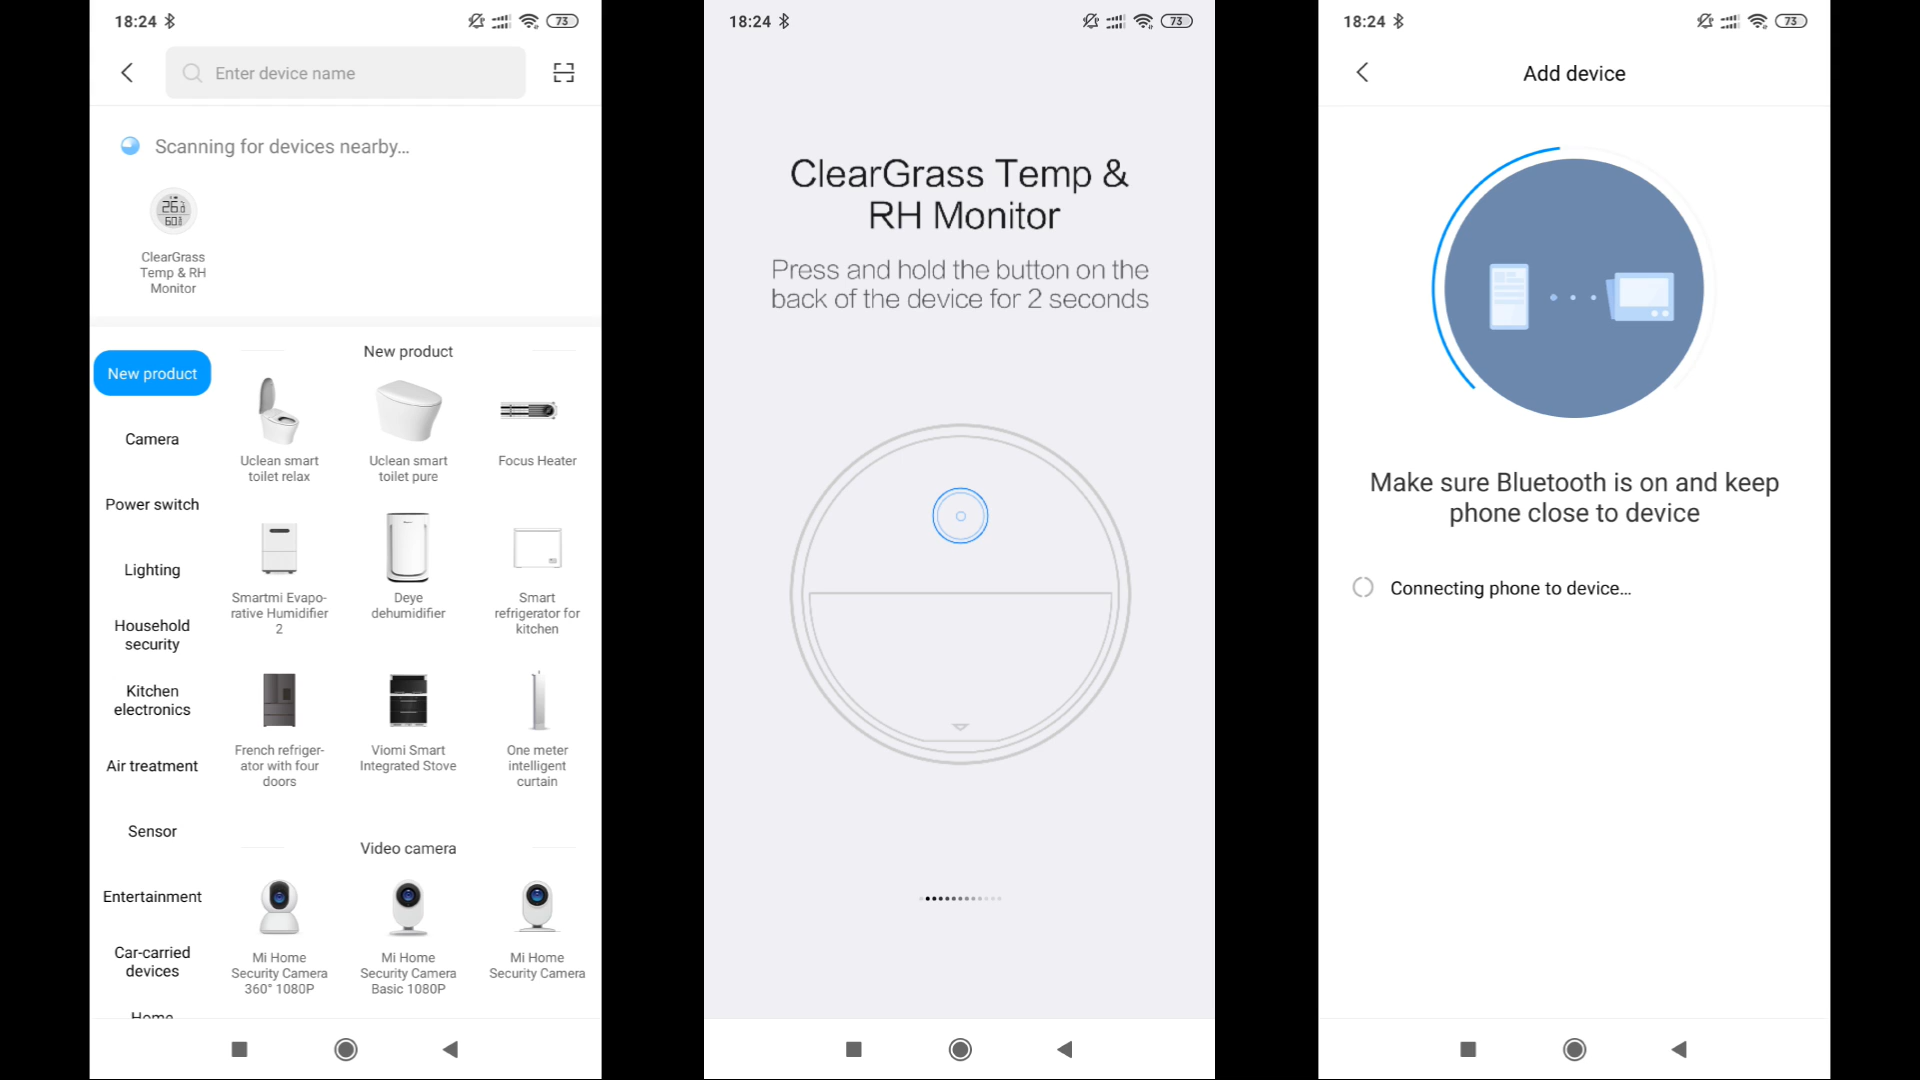 18:24
73
Enter device name
Scanning for devices nearby...
26.
60.
ClearGrass
Temp & RH
Monitor
New product
Camera
Power switch
Lighting
Household
security
Kitchen
electronics
Air treatment
Sensor
Entertainment
Car-carried
devices
Home
New product
Uclean smart
toilet relax
Uclean smart
toilet pure
Focus Heater
Smartmi Evapo-
rative Humidifier
2
Deye
dehumidifier
Smart
refrigerator for
kitchen
French refriger-
ator with four
doors
Viomi Smart
Integrated Stove
One meter
intelligent
curtain
Video camera
Mi Home
Security Camera
360° 1080P
Mi Home
Security Camera
Basic 1080P
Mi Home
Security Camera
18:24
73
ClearGrass Temp &
RH Monitor
Press and hold the button on the
back of the device for 2 seconds
18:24
73
Add device
Make sure Bluetooth is on and keep
phone close to device
Connecting phone to device...